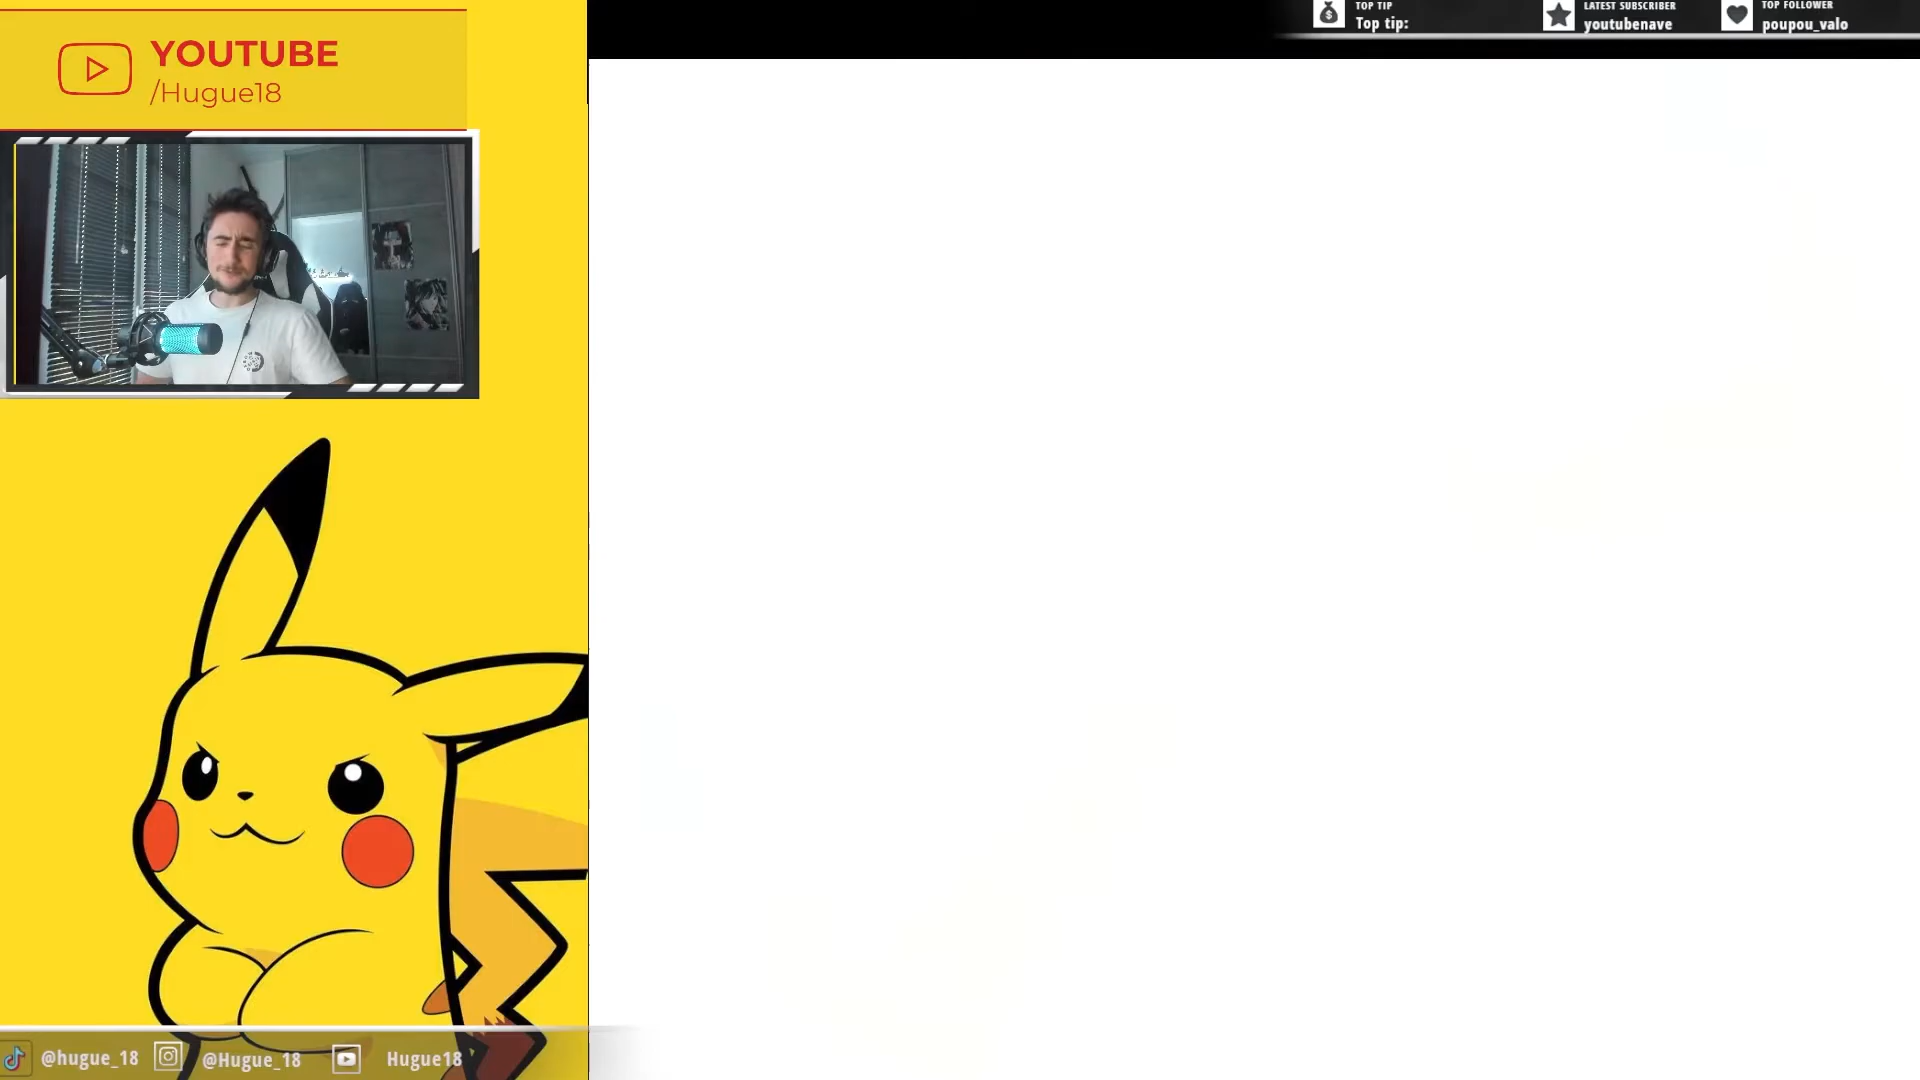 YOUTUBE
/Hugue18
TOP TIP
Top tip:
LATEST SUBSCRIBER
youtubenave
TOP FOLLOWER
poupou_valo
@hugue_18
@Hugue_18
Hugue18